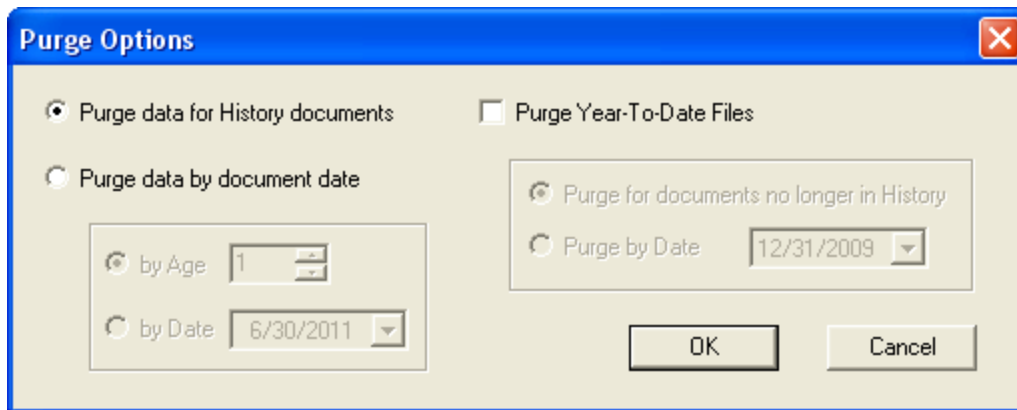 Purge Options
Purge data for History documents
Purge data by document date
by Age 1
by Date 6/30/2011
Purge Year-To-Date Files
Purge for documents no longer in History
Purge by Date 12/31/2009
OK Cancel